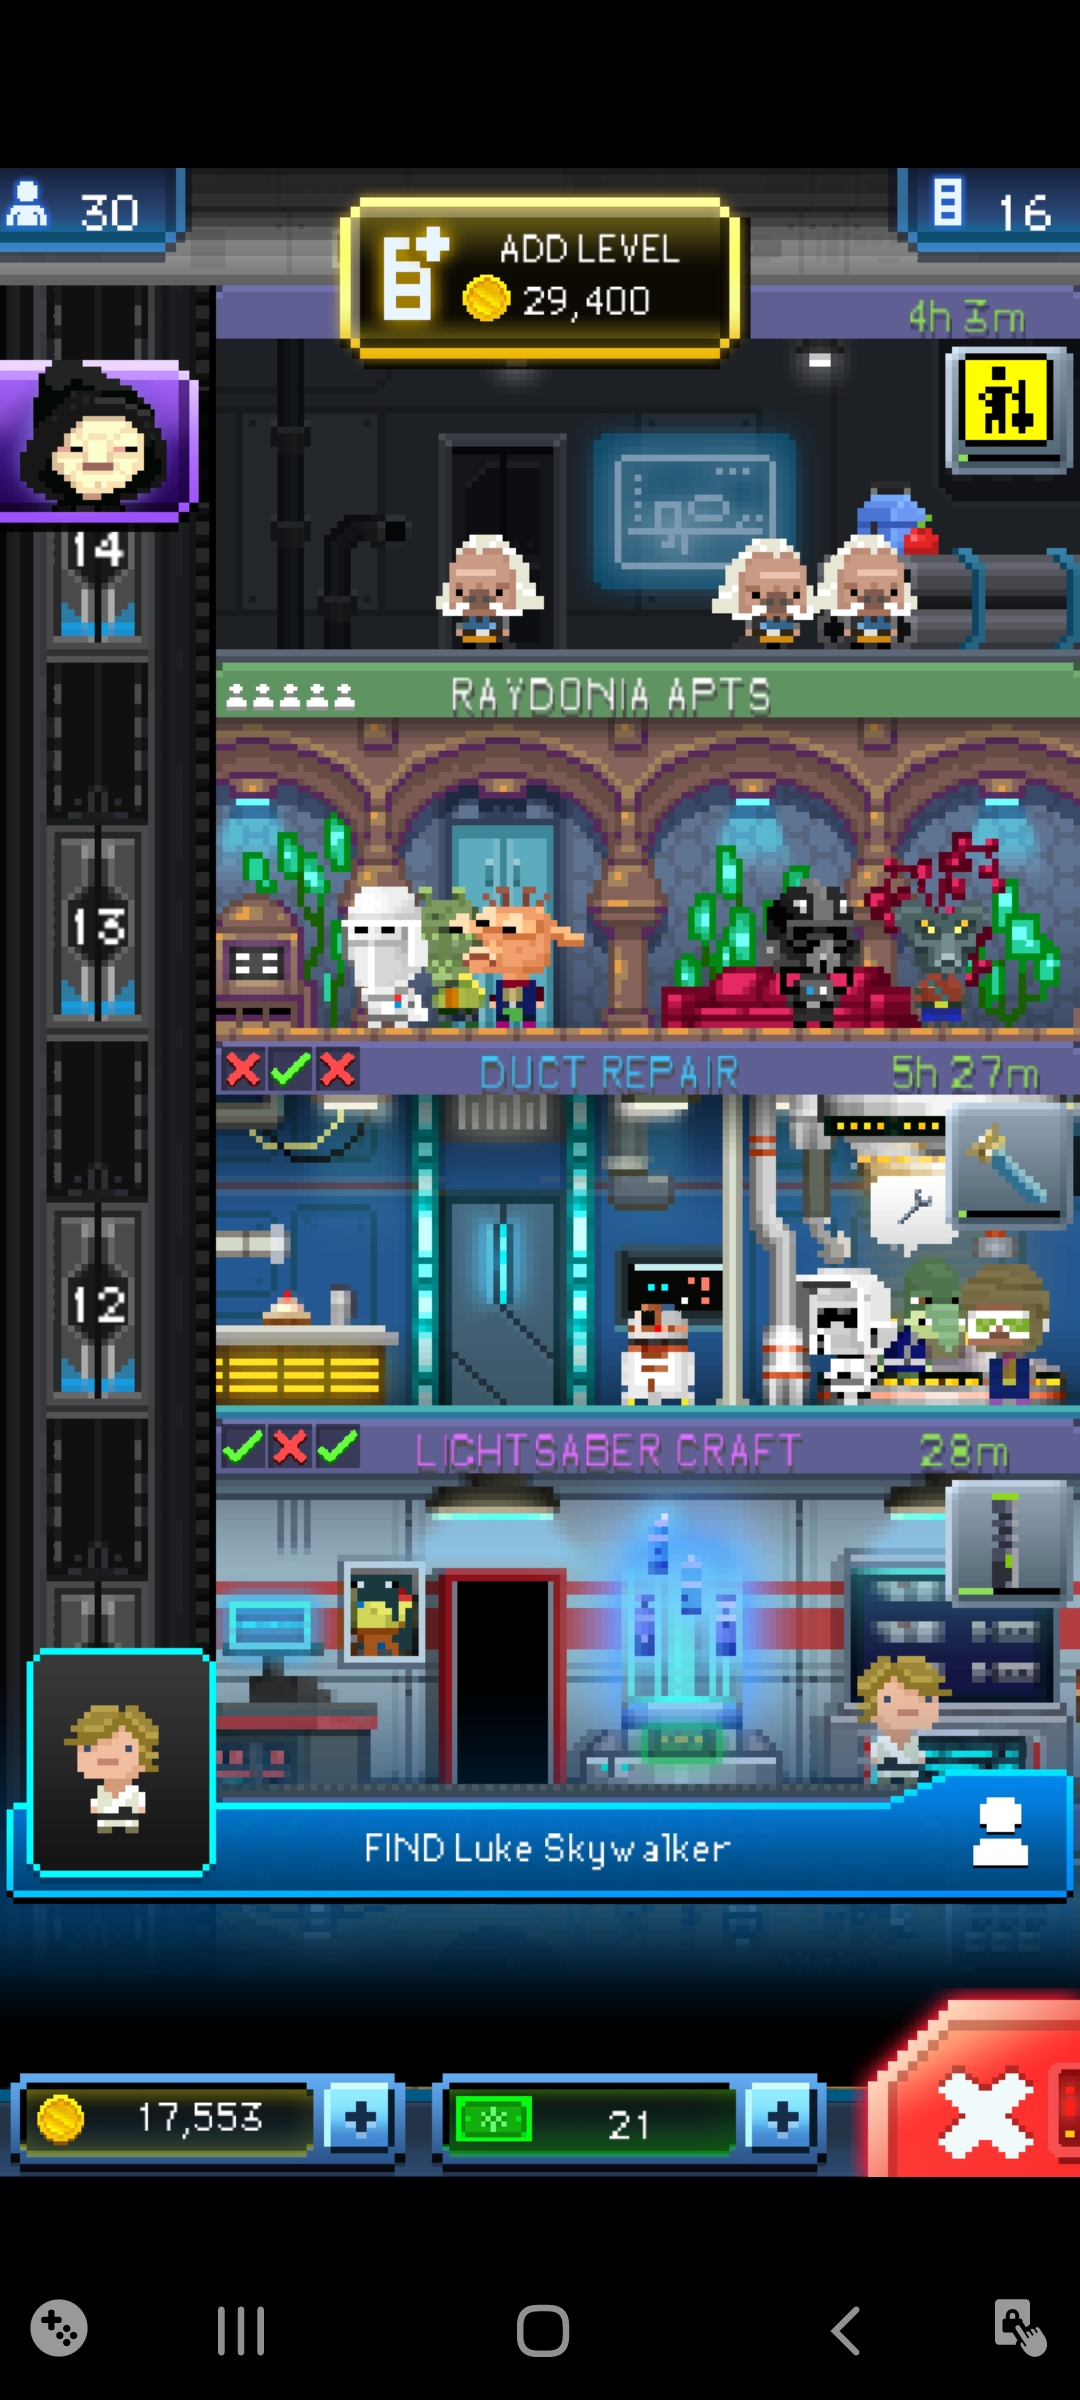 30
ADD LEVEL
29,400
16
4h 3m
14
RAYDONIA APTS
13
DUCT REPAIR
5h 27m
12
LIGHTSABER CRAFT
28m
FIND Luke Skywalker
17,553
21